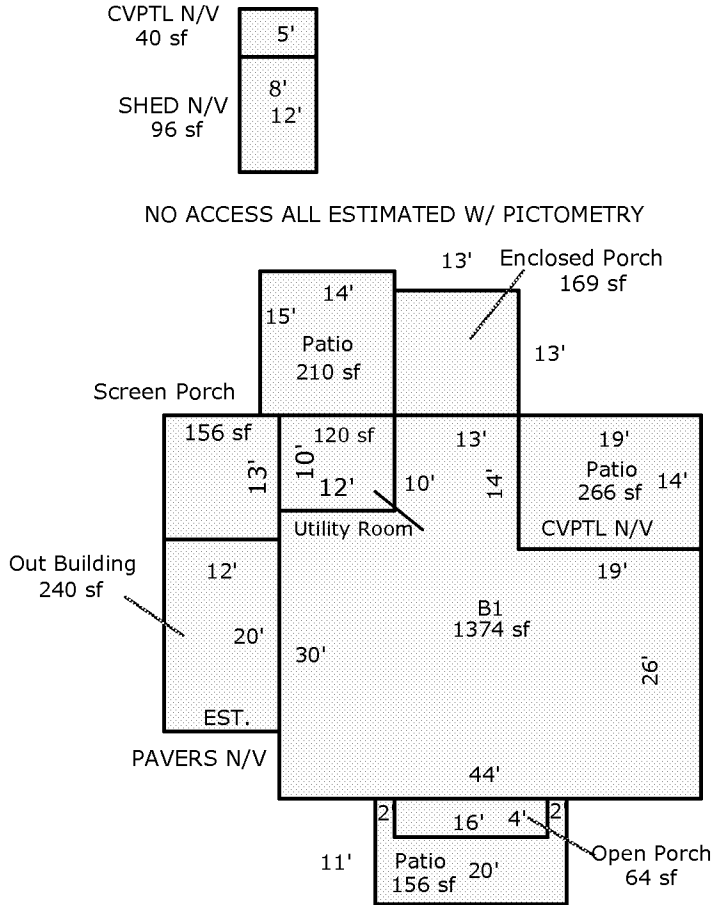 CVPTL N/V
40 sf
5'
8'
SHED N/V
12'
96 sf
NO ACCESS ALL ESTIMATED W/ PICTOMETRY
13'
Enclosed Porch
169 sf
14'
15'
Patio
210 sf
13'
Screen Porch
156 sf
13'
120 sf
10'
12'
Utility Room
13'
10'
14'
19'
Patio
266 sf
14'
CVPTL N/V
Out Building
240 sf
12'
20'
EST.
PAVERS N/V
19'
B1
1374 sf
30'
26'
44'
2'
16'
4'
2'
11'
Patio
156 sf
20'
Open Porch
64 sf